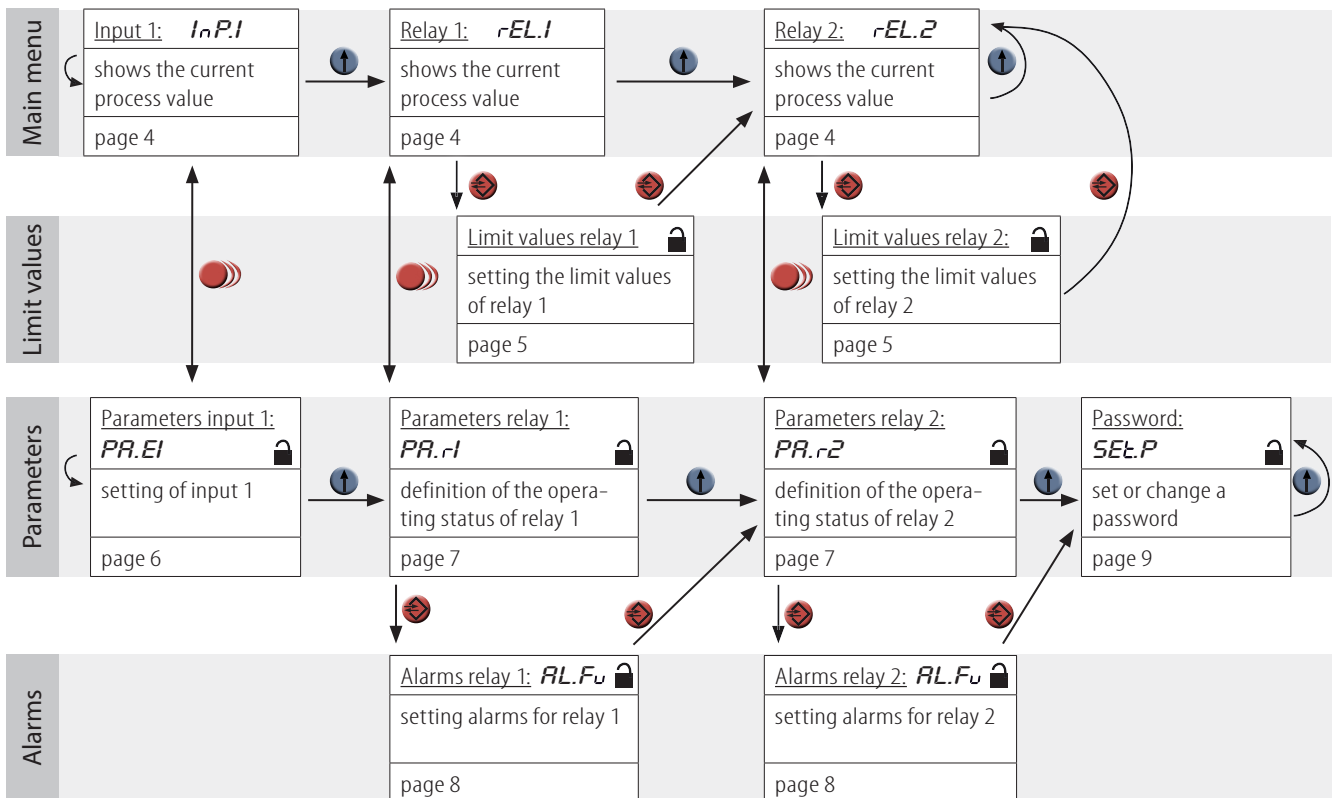 Main menu
Input 1: InP.1
shows the current
process value
page 4
Relay 1: rEL.1
shows the current
process value
page 4
Relay 2: rEL.2
shows the current
process value
page 4
Limit values
Limit values relay 1
setting the limit values
of relay 1
page 5
Limit values relay 2:
setting the limit values
of relay 2
page 5
Parameters
Parameters input 1:
PA.E1
setting of input 1
page 6
Parameters relay 1:
PA.r1
definition of the opera-
ting status of relay 1
page 7
Parameters relay 2:
PA.r2
definition of the opera-
ting status of relay 2
page 7
Password:
SEt.P
set or change a
password
page 9
Alarms
Alarms relay 1: AL.Fu
setting alarms for relay 1
page 8
Alarms relay 2: AL.Fu
setting alarms for relay 2
page 8